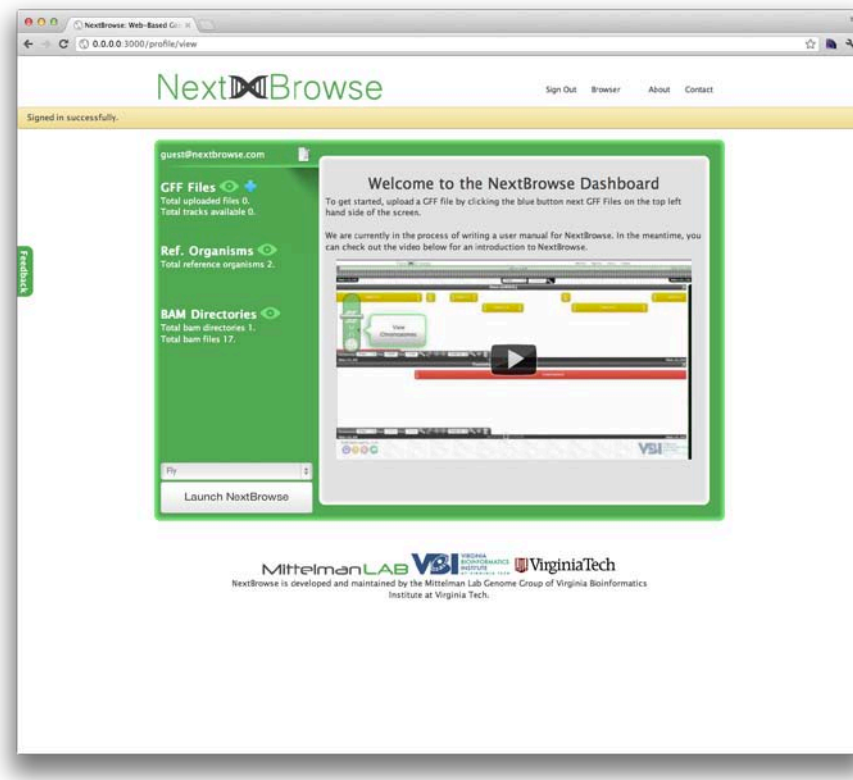 NextBrowse: Web-Based Ge
0.0.0.0:3000/profile/view
NextBrowse
Sign Out Browser About Contact
Signed in successfully.
guest@nextbrowse.com
GFF Files
Total uploaded files 0.
Total tracks available 0.
Ref. Organisms
Total reference organisms 2.
BAM Directories
Total bam directories 1.
Total bam files 17.
Fly
Launch NextBrowse
Feedback
Welcome to the NextBrowse Dashboard
To get started, upload a GFF file by clicking the blue button next GFF Files on the top left
hand side of the screen.
We are currently in the process of writing a user manual for NextBrowse. In the meantime, you
can check out the video below for an introduction to NextBrowse.
View
Chromosomes
VBI
MittelmanLAB VBI VIRGINIA
BIOINFORMATICS
INSTITUTE
AT VIRGINIA TECH
VirginiaTech
NextBrowse is developed and maintained by the Mittelman Lab Genome Group of Virginia Bioinformatics
Institute at Virginia Tech.